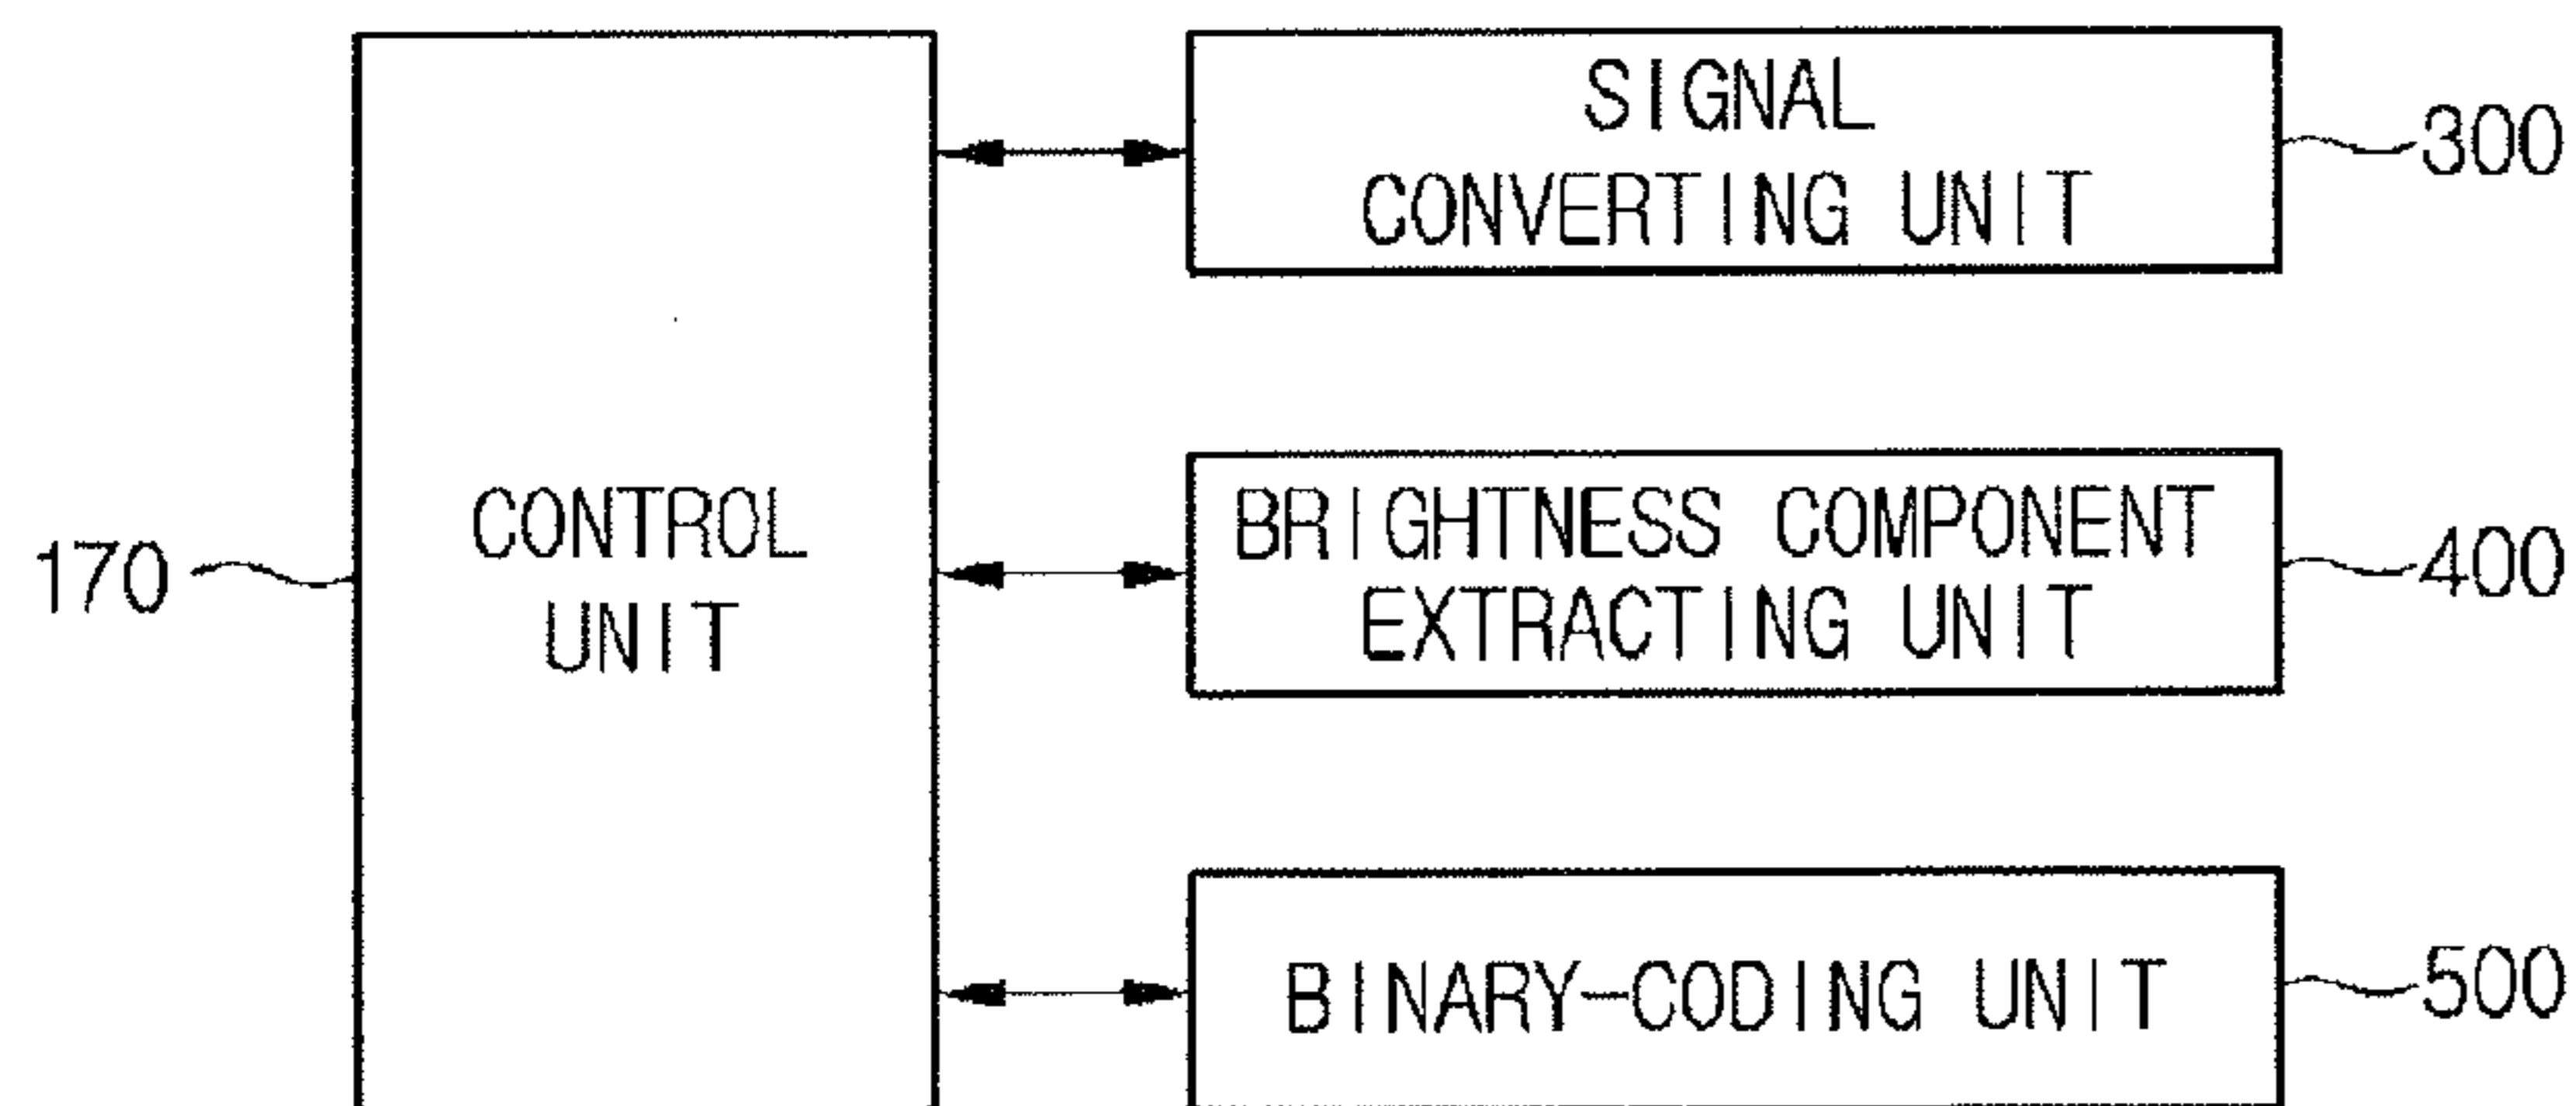 SIGNAL
CONVERTING UNIT
300
CONTROL
UNIT
170
BRIGHTNESS COMPONENT
EXTRACTING UNIT
400
BINARY-CODING UNIT
500